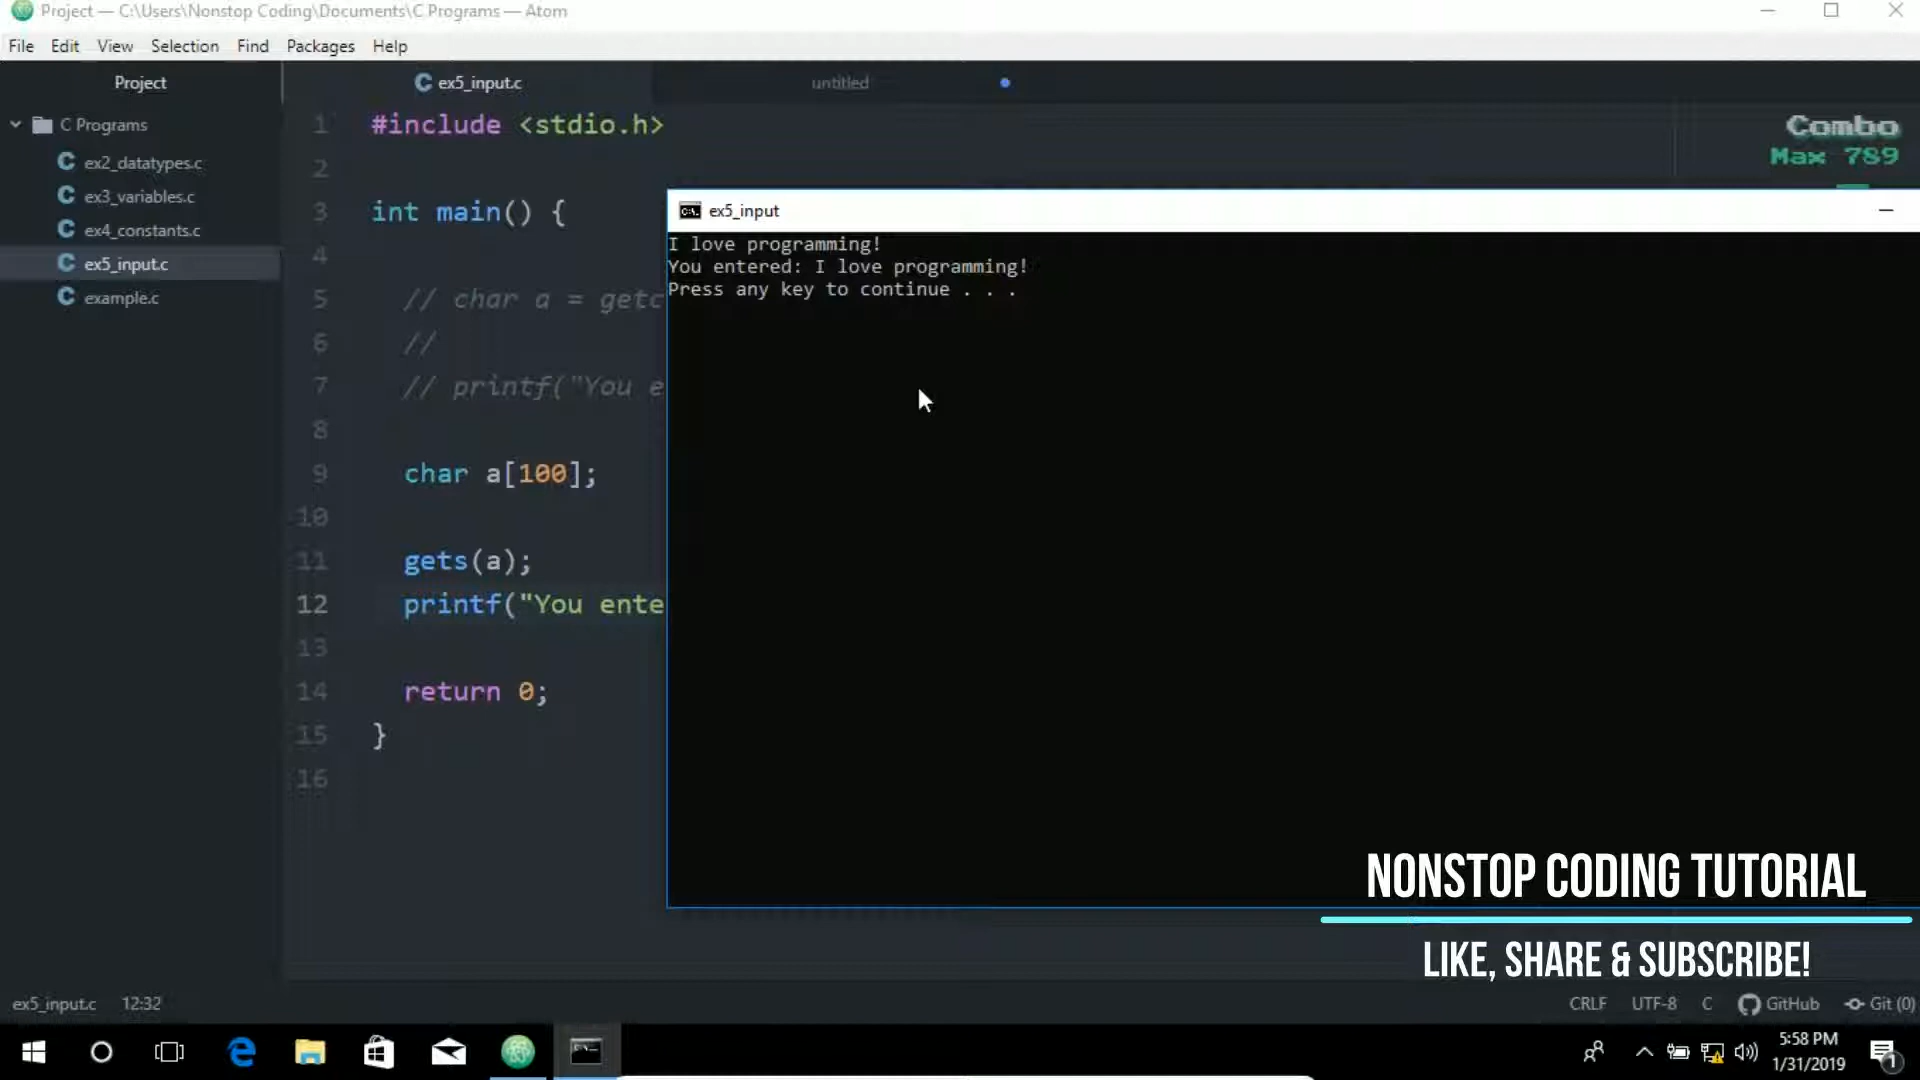 Project — C:\Users\Nonstop Coding\Documents\C Programs — Atom
File Edit View Selection Find Packages Help
Project
ex5_input.c
untitled
C Programs
ex2_datatypes.c
ex3_variables.c
ex4_constants.c
ex5_input.c
example.c
1 #include <stdio.h>
2
3 int main() {
4
5 // char a = getc
6 //
7 // printf("You e
8
9 char a[100];
10
11 gets(a);
12 printf("You ente
13
14 return 0;
15 }
16
Combo
Max 789
ex5_input
I love programming!
You entered: I love programming!
Press any key to continue . . .
NONSTOP CODING TUTORIAL
LIKE, SHARE & SUBSCRIBE!
ex5_input.c 12:32
CRLF UTF-8 C GitHub Git (0)
5:58 PM
1/31/2019
1